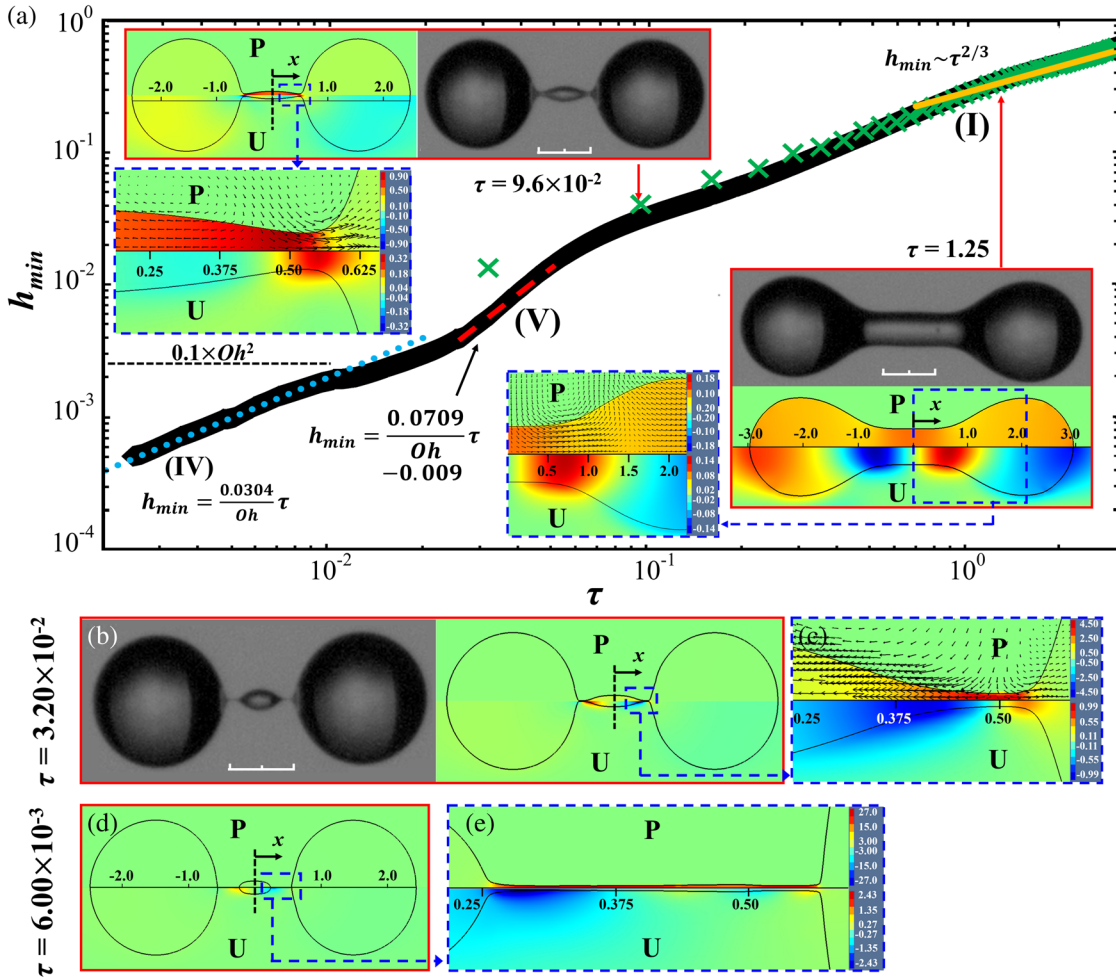 (a)
10⁰
10⁻¹
10⁻²
10⁻³
10⁻⁴
h_min
10⁻² 10⁻¹ 10⁰
τ
P
x
-2.0 -1.0 1.0 2.0
U
τ = 9.6×10⁻²
h_min~τ^2/3
(I)
τ = 1.25
P
0.25 0.375 0.50 0.625
U
0.90
0.50
0.10
-0.10
-0.50
-0.90
0.32
0.18
0.04
-0.04
-0.18
-0.32
0.1×Oh²
(V)
h_min = 0.0709/Oh τ
-0.009
(IV)
h_min = 0.0304/Oh τ
P
0.5 1.0 1.5 2.0
U
0.18
0.10
-0.20
-0.20
-0.10
-0.18
0.14
0.08
0.02
0.02
-0.08
-0.14
P
x
-3.0 -1.0 1.0 2.0 3.0
U
τ = 3.20×10⁻²
(b)
P
x
U
(c)
P
0.25 0.375 0.50
U
4.50
2.50
0.50
-0.50
-2.50
-4.50
0.99
0.55
0.11
-0.11
-0.55
-0.99
τ = 6.00×10⁻³
(d)
P
x
-2.0 -1.0 1.0 2.0
U
(e)
P
0.25 0.375 0.50
U
27.0
15.0
-3.00
-3.00
-15.0
-27.0
2.43
1.35
0.27
-0.27
-1.35
-2.43